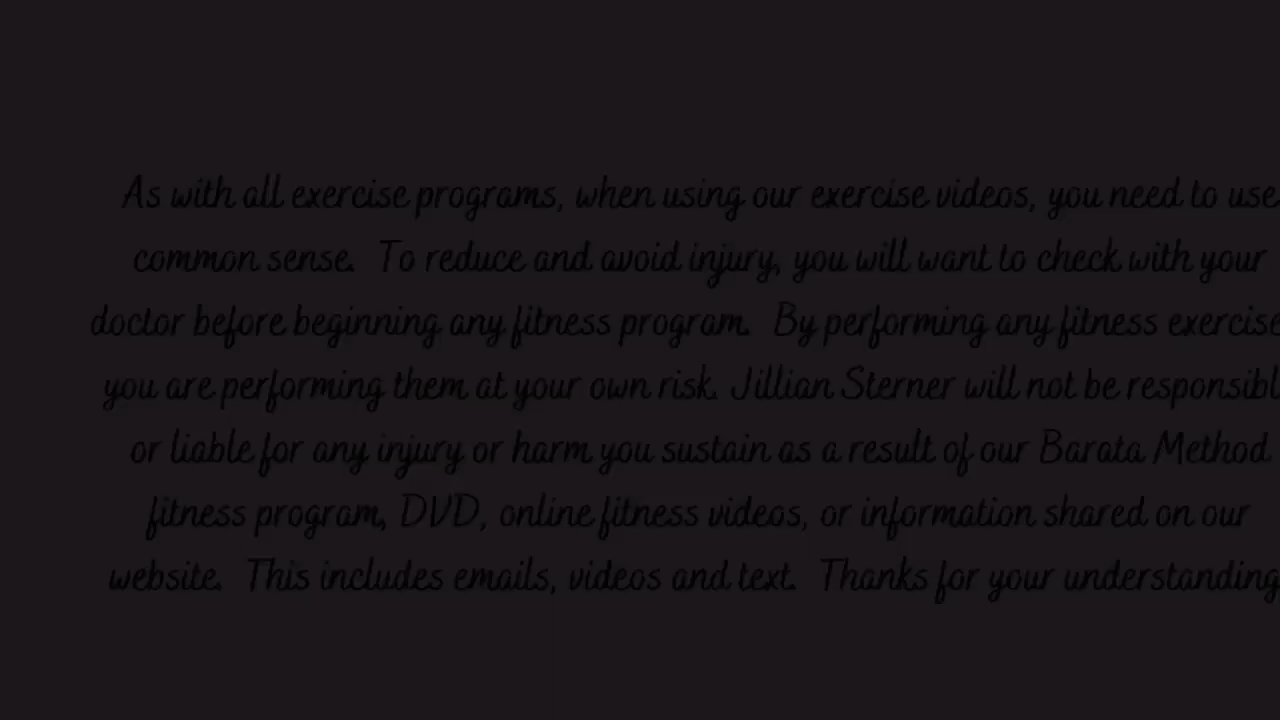 As with all exercise programs, when using our exercise videos, you need to use
common sense. To reduce and avoid injury, you will want to check with your
doctor before beginning any fitness program. By performing any fitness exercise
you are performing them at your own risk. Jillian Sterner will not be responsibl
or liable for any injury or harm you sustain as a result of our Barata Method
fitness program, DVD, online fitness videos, or information shared on our
website. This includes emails, videos and text. Thanks for your understanding